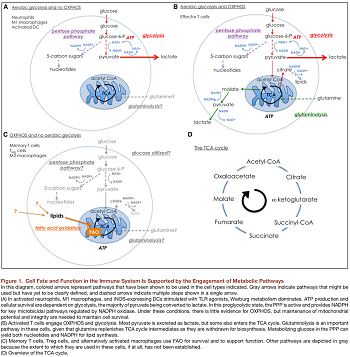 A
Aerobic glycolysis and no OXPHOS
Neutrophils
M1 Macrophages
Activated DC
glucose
glucose
pentose phosphate pathway
glucose-6-P
ATP
glycolysis
5-carbon sugars
nucleotides
pyruvate
lactate
acetyl-CoA
TCA
glutamine?
glutaminolysis?
B
Aerobic glycolysis and OXPHOS
Effector T cells
glucose
glucose
pentose phosphate pathway
glucose-6-P
ATP
glycolysis
5-carbon sugars
nucleotides
pyruvate
lactate
malate
citrate
lipids
acetyl-CoA
TCA
ATP
pyruvate
lactate
glutamine
glutaminolysis
C
OXPHOS and no aerobic glycolysis
Memory T cells
Treg cells
M2 macrophages
glucose
glucose
glucose utilized?
pentose phosphate pathway?
glucose-6-P
5-carbon sugars
nucleotides
pyruvate
lipids
fatty acid oxidation
FAO
acetyl-CoA
TCA
citrate
lipids
ATP
glutamine?
glutaminolysis?
D
The TCA cycle
Acetyl-CoA
Oxaloacetate
Citrate
Malate
α-ketoglutarate
Fumarate
Succinyl-CoA
Succinate
Figure 1. Cell Fate and Function in the Immune System Is Supported by the Engagement of Metabolic Pathways
In this diagram, colored arrows represent pathways that have been shown to be used in the cell types indicated. Gray arrows indicate pathways that might be
used but have yet to be clearly defined, and dashed arrows indicate multiple steps shown in a single arrow.
(A) In activated neutrophils, M1 macrophages, and iNOS-expressing DCs stimulated with TLR agonists, Warburg metabolism dominates. ATP production and
cellular survival are dependent on glycolysis, the majority of pyruvate being converted to lactate. In this proglycolytic state, the PPP is active and provides NADPH
for key microbicidal pathways regulated by NADPH oxidase. Under these conditions, there is little evidence for OXPHOS, but maintenance of mitochondrial
potential and integrity are needed to maintain cell survival.
(B) Activated T cells engage OXPHOS and glycolysis. Most pyruvate is excreted as lactate, but some also enters the TCA cycle. Glutaminolysis is an important
pathway in these cells, given that glutamine replenishes TCA cycle intermediates as they are withdrawn for biosynthesis. Metabolizing glucose in the PPP can
yield both nucleotides and NADPH for lipid synthesis.
(C) Memory T cells, Treg cells, and alternatively activated macrophages use FAO for survival and to support function. Other pathways are depicted in gray
because the extent to which they are used in these cells, if at all, has not been established.
(D) Overview of the TCA cycle.